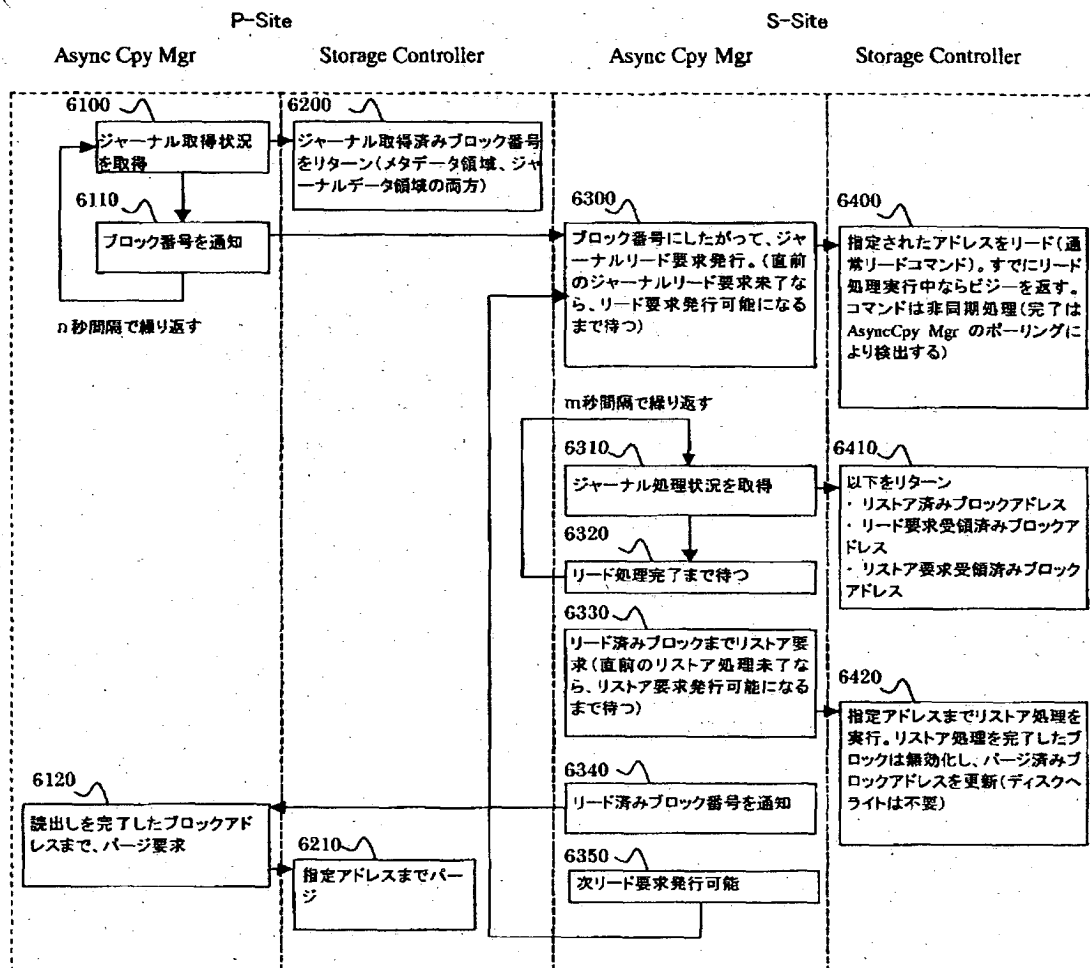 P-Site
S-Site
Async Cpy Mgr
Storage Controller
Async Cpy Mgr
Storage Controller
6100
ジャーナル取得状況
を取得
6110
ブロック番号を通知
n秒間隔で繰り返す
6200
ジャーナル取得済みブロック番号
をリターン(メタデータ領域、ジャ
ーナルデータ領域の両方)
6300
ブロック番号にしたがって、ジャ
ーナルリード要求発行。(直前
のジャーナルリード要求未了な
ら、リード要求発行可能になる
まで待つ)
6400
指定されたアドレスをリード(通
常リードコマンド)。すでにリード
処理実行中ならビジーを返す。
コマンドは非同期処理(完了は
AsyncCpy Mgr のポーリングに
より検出する)
m秒間隔で繰り返す
6310
ジャーナル処理状況を取得
6320
リード処理完了まで待つ
6410
以下をリターン
・ リストア済みブロックアドレス
・ リード要求受領済みブロックア
ドレス
・ リストア要求受領済みブロック
アドレス
6330
リード済みブロックまでリストア要
求(直前のリストア処理未了な
ら、リストア要求発行可能になる
まで待つ)
6420
指定アドレスまでリストア処理を
実行。リストア処理を完了したブ
ロックは無効化し、パージ済みブ
ロックアドレスを更新(ディスクへ
ライトは不要)
6340
リード済みブロック番号を通知
6120
読出しを完了したブロックアド
レスまで、パージ要求
6210
指定アドレスまでパー
ジ
6350
次リード要求発行可能